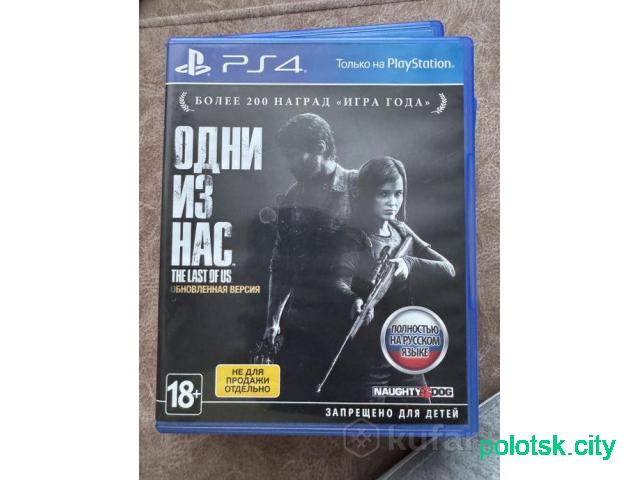 PS4
Только на PlayStation®
БОЛЕЕ 200 НАГРАД «ИГРА ГОДА»
ОДНИ
ИЗ
НАС™
THE LAST OF US
ОБНОВЛЕННАЯ ВЕРСИЯ
ПОЛНОСТЬЮ
НА РУССКОМ
ЯЗЫКЕ
НЕ ДЛЯ
ПРОДАЖИ
ОТДЕЛЬНО
18+
NAUGHTY DOG
ЗАПРЕЩЕНО ДЛЯ ДЕТЕЙ
kufar
polotsk.city